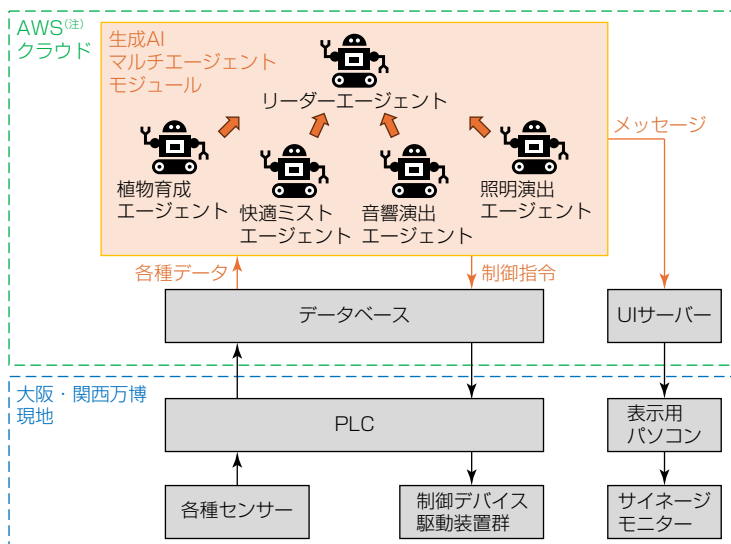 AWS(注)
クラウド
生成AI
マルチエージェント
モジュール
リーダーエージェント
植物育成
エージェント
快適ミスト
エージェント
音響演出
エージェント
照明演出
エージェント
メッセージ
各種データ
制御指令
データベース
UIサーバー
大阪・関西万博
現地
PLC
表示用
パソコン
各種センサー
制御デバイス
駆動装置群
サイネージ
モニター